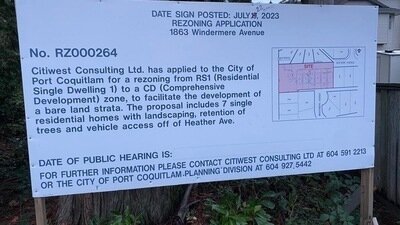 DATE SIGN POSTED: JULY 2023
REZONING APPLICATION
1863 Windermere Avenue
No. RZ000264
Citiwest Consulting Ltd. has applied to the City of
Port Coquitlam for a rezoning from RS1 (Residential
Single Dwelling 1) to a CD (Comprehensive
Development) zone, to facilitate the development of
a bare land strata. The proposal includes 7 single
residential homes with landscaping, retention of
trees and vehicle access off of Heather Ave.
SITE
DATE OF PUBLIC HEARING IS:
FOR FURTHER INFORMATION PLEASE CONTACT CITIWEST CONSULTING LTD AT 604 591 2213
OR THE CITY OF PORT COQUITLAM PLANNING DIVISION AT 604 927 5442